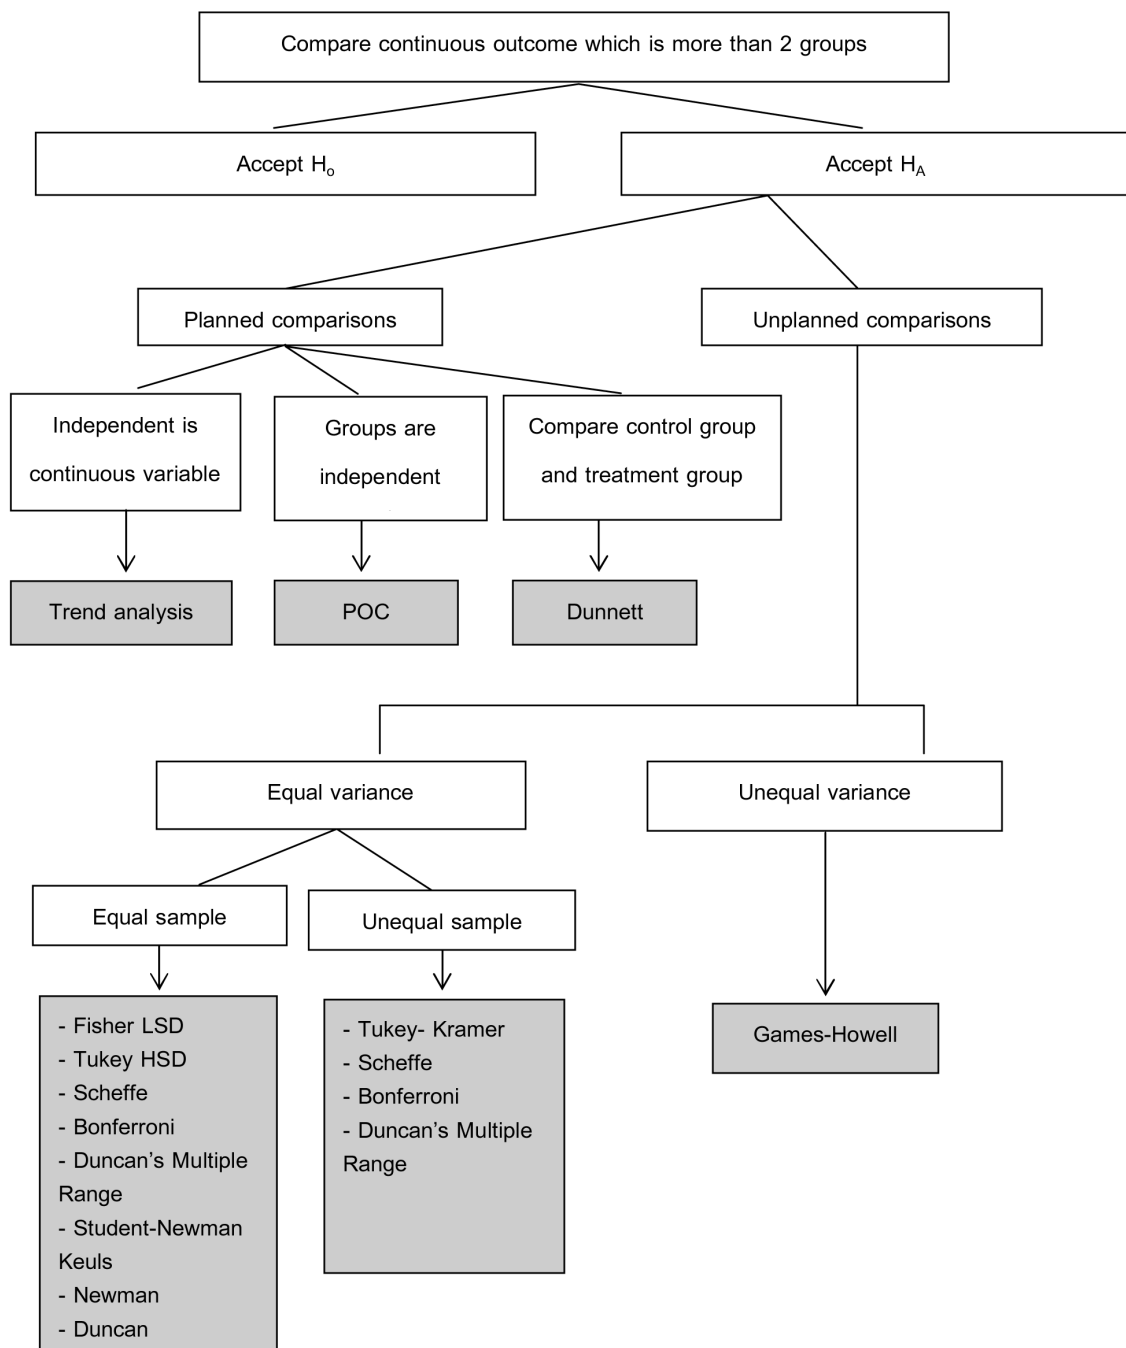 Compare continuous outcome which is more than 2 groups
Accept Ho
Accept HA
Planned comparisons
Unplanned comparisons
Independent is
continuous variable
Groups are
independent
Compare control group
and treatment group
Trend analysis
POC
Dunnett
Equal variance
Unequal variance
Equal sample
Unequal sample
- Fisher LSD
- Tukey HSD
- Scheffe
- Bonferroni
- Duncan’s Multiple
Range
- Student-Newman
Keuls
- Newman
- Duncan
- Tukey- Kramer
- Scheffe
- Bonferroni
- Duncan’s Multiple
Range
Games-Howell